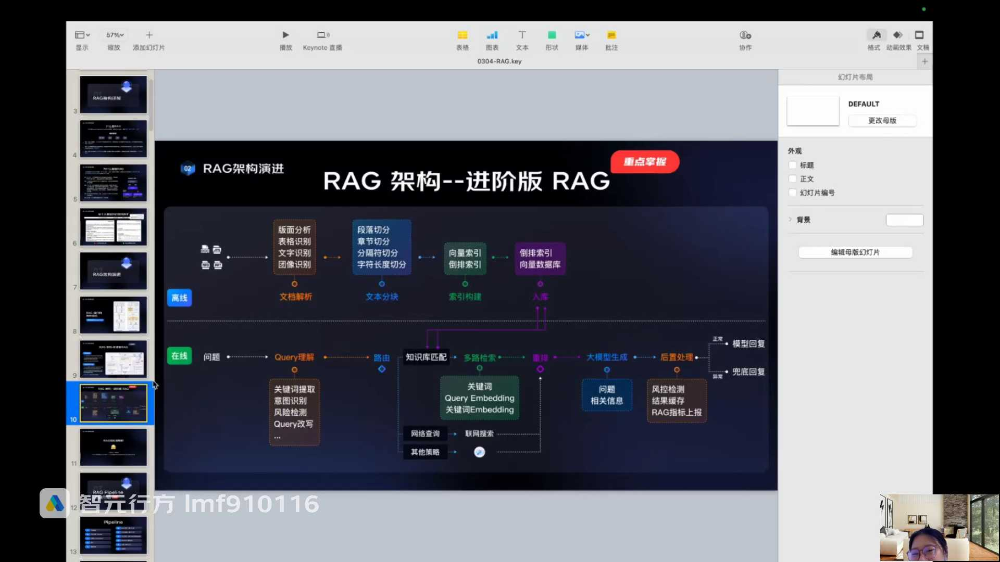 57%
显示
缩放
添加幻灯片
播放
Keynote 直播
表格
图表
文本
形状
媒体
批注
协作
格式
动画效果
文稿
0304-RAG.key
幻灯片布局
DEFAULT
更改母版
外观
标题
正文
幻灯片编号
背景
编辑母版幻灯片
RAG架构详解
3
4
5
6
RAG架构演进
7
8
9
10
11
RAG Pipeline
12
Pipeline
13
02
RAG架构演进
RAG 架构--进阶版 RAG
重点掌握
版面分析
表格识别
文字识别
团像识别
段落切分
章节切分
分隔符切分
字符长度切分
向量索引
倒排索引
倒排索引
向量数据库
离线
文档解析
文本分块
索引构建
入库
在线
问题
Query理解
路由
知识库匹配
多路检索
重排
大模型生成
后置处理
正常
模型回复
异常
兜底回复
关键词提取
意图识别
风险检测
Query改写
...
关键词
Query Embedding
关键词Embedding
问题
相关信息
风控检测
结果缓存
RAG指标上报
网络查询
联网搜索
其他策略
智元行方 lmf910116